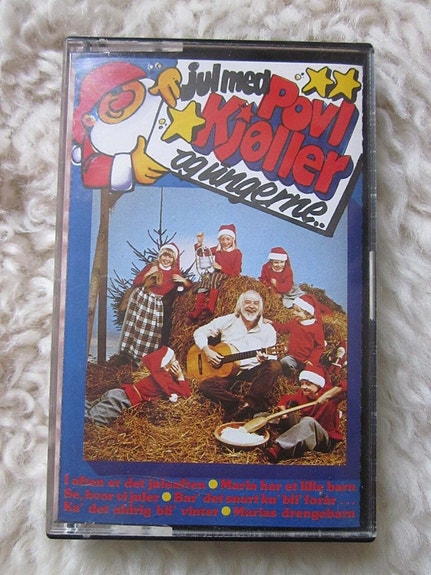 jul med
Povl
Kjøller
og ungerne..
I aften er det juleaften • Maria har et lille barn
Se, hvor vi juler • Bar' det snart ku' bli' forår...
Ka' det aldrig bli' vinter • Marias drengebarn